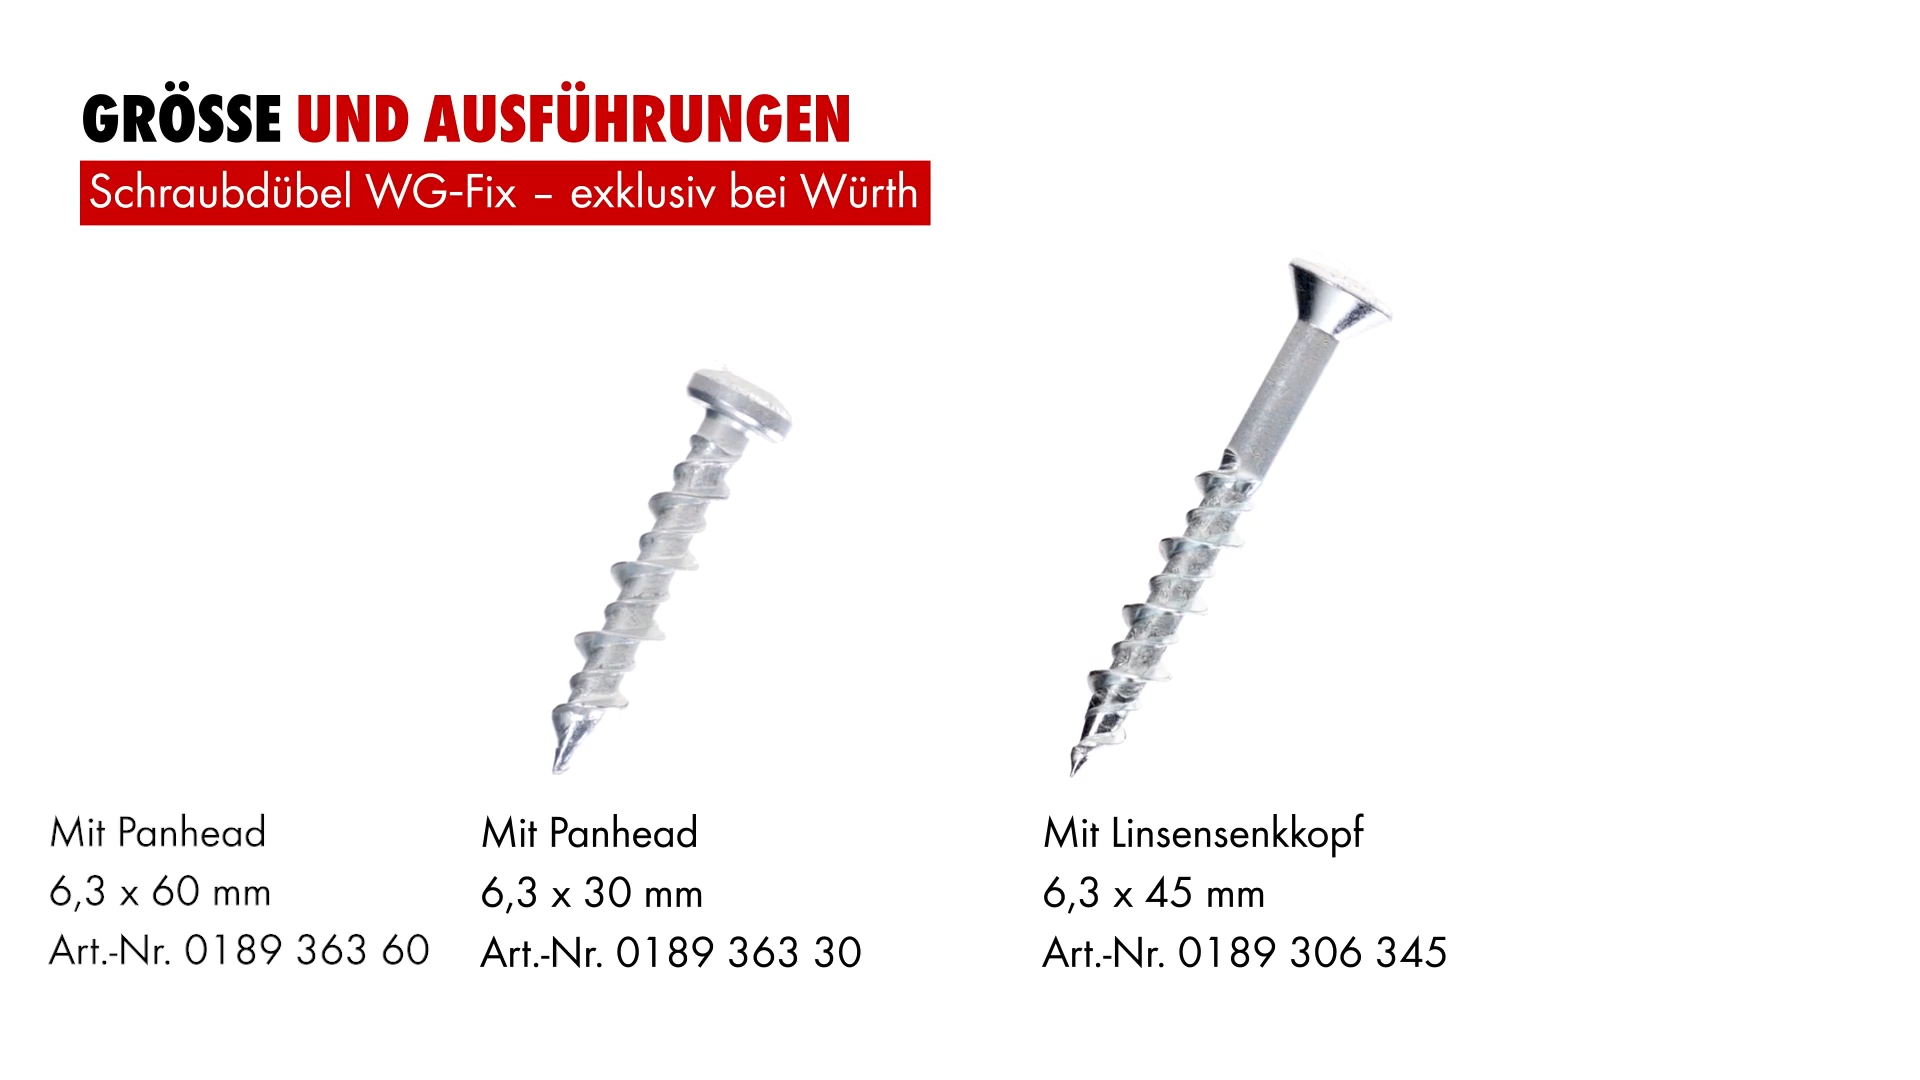 GRÖSSE UND AUSFÜHRUNGEN
Schraubdübel WG-Fix – exklusiv bei Würth
Mit Panhead
6,3 x 60 mm
Art.-Nr. 0189 363 60
Mit Panhead
6,3 x 30 mm
Art.-Nr. 0189 363 30
Mit Linsensenkkopf
6,3 x 45 mm
Art.-Nr. 0189 306 345